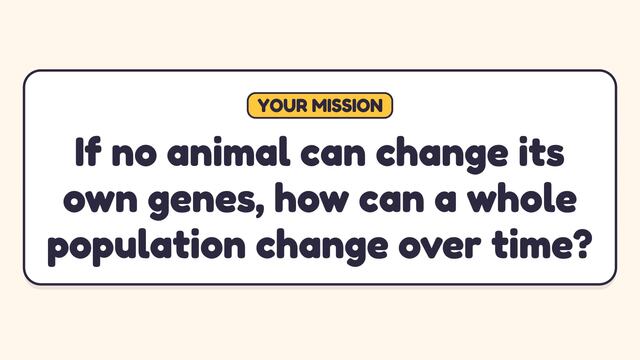 YOUR MISSION
If no animal can change its
own genes, how can a whole
population change over time?